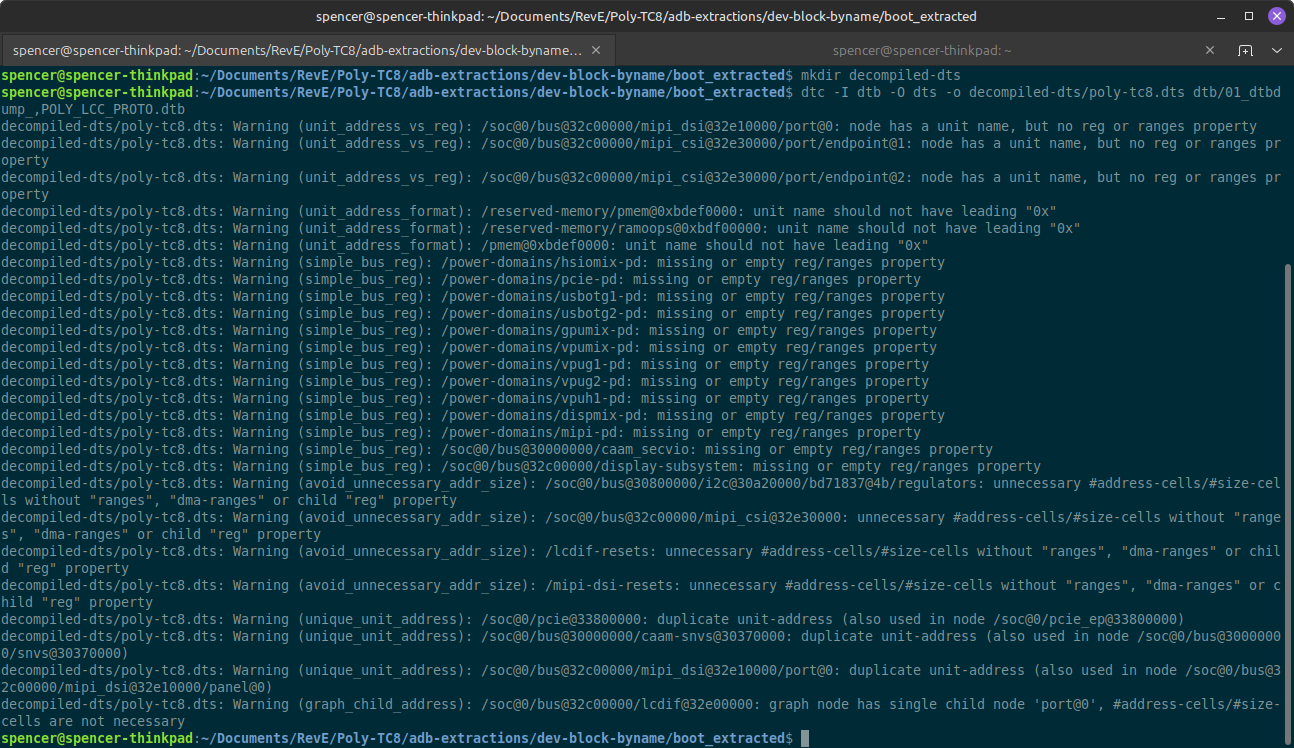 spencer@spencer-thinkpad: ~/Documents/RevE/Poly-TC8/adb-extractions/dev-block-byname/boot_extracted
spencer@spencer-thinkpad: ~/Documents/RevE/Poly-TC8/adb-extractions/dev-block-byname...
spencer@spencer-thinkpad: ~
spencer@spencer-thinkpad:~/Documents/RevE/Poly-TC8/adb-extractions/dev-block-byname/boot_extracted$ mkdir decompiled-dts
spencer@spencer-thinkpad:~/Documents/RevE/Poly-TC8/adb-extractions/dev-block-byname/boot_extracted$ dtc -I dtb -O dts -o decompiled-dts/poly-tc8.dts dtb/01_dtbd
ump_,POLY_LCC_PROTO.dtb
decompiled-dts/poly-tc8.dts: Warning (unit_address_vs_reg): /soc@0/bus@32c00000/mipi_dsi@32e10000/port@0: node has a unit name, but no reg or ranges property
decompiled-dts/poly-tc8.dts: Warning (unit_address_vs_reg): /soc@0/bus@32c00000/mipi_csi@32e30000/port/endpoint@1: node has a unit name, but no reg or ranges pr
operty
decompiled-dts/poly-tc8.dts: Warning (unit_address_vs_reg): /soc@0/bus@32c00000/mipi_csi@32e30000/port/endpoint@2: node has a unit name, but no reg or ranges pr
operty
decompiled-dts/poly-tc8.dts: Warning (unit_address_format): /reserved-memory/pmem@0xbdef0000: unit name should not have leading "0x"
decompiled-dts/poly-tc8.dts: Warning (unit_address_format): /reserved-memory/ramoops@0xbdf00000: unit name should not have leading "0x"
decompiled-dts/poly-tc8.dts: Warning (unit_address_format): /pmem@0xbdef0000: unit name should not have leading "0x"
decompiled-dts/poly-tc8.dts: Warning (simple_bus_reg): /power-domains/hsiomix-pd: missing or empty reg/ranges property
decompiled-dts/poly-tc8.dts: Warning (simple_bus_reg): /power-domains/pcie-pd: missing or empty reg/ranges property
decompiled-dts/poly-tc8.dts: Warning (simple_bus_reg): /power-domains/usbotg1-pd: missing or empty reg/ranges property
decompiled-dts/poly-tc8.dts: Warning (simple_bus_reg): /power-domains/usbotg2-pd: missing or empty reg/ranges property
decompiled-dts/poly-tc8.dts: Warning (simple_bus_reg): /power-domains/gpumix-pd: missing or empty reg/ranges property
decompiled-dts/poly-tc8.dts: Warning (simple_bus_reg): /power-domains/vpumix-pd: missing or empty reg/ranges property
decompiled-dts/poly-tc8.dts: Warning (simple_bus_reg): /power-domains/vpug1-pd: missing or empty reg/ranges property
decompiled-dts/poly-tc8.dts: Warning (simple_bus_reg): /power-domains/vpug2-pd: missing or empty reg/ranges property
decompiled-dts/poly-tc8.dts: Warning (simple_bus_reg): /power-domains/vpuh1-pd: missing or empty reg/ranges property
decompiled-dts/poly-tc8.dts: Warning (simple_bus_reg): /power-domains/dispmix-pd: missing or empty reg/ranges property
decompiled-dts/poly-tc8.dts: Warning (simple_bus_reg): /power-domains/mipi-pd: missing or empty reg/ranges property
decompiled-dts/poly-tc8.dts: Warning (simple_bus_reg): /soc@0/bus@30000000/caam_secvio: missing or empty reg/ranges property
decompiled-dts/poly-tc8.dts: Warning (simple_bus_reg): /soc@0/bus@32c00000/display-subsystem: missing or empty reg/ranges property
decompiled-dts/poly-tc8.dts: Warning (avoid_unnecessary_addr_size): /soc@0/bus@30800000/i2c@30a20000/bd71837@4b/regulators: unnecessary #address-cells/#size-cel
ls without "ranges", "dma-ranges" or child "reg" property
decompiled-dts/poly-tc8.dts: Warning (avoid_unnecessary_addr_size): /soc@0/bus@32c00000/mipi_csi@32e30000: unnecessary #address-cells/#size-cells without "range
s", "dma-ranges" or child "reg" property
decompiled-dts/poly-tc8.dts: Warning (avoid_unnecessary_addr_size): /lcdif-resets: unnecessary #address-cells/#size-cells without "ranges", "dma-ranges" or chil
d "reg" property
decompiled-dts/poly-tc8.dts: Warning (avoid_unnecessary_addr_size): /mipi-dsi-resets: unnecessary #address-cells/#size-cells without "ranges", "dma-ranges" or c
hild "reg" property
decompiled-dts/poly-tc8.dts: Warning (unique_unit_address): /soc@0/pcie@33800000: duplicate unit-address (also used in node /soc@0/pcie_ep@33800000)
decompiled-dts/poly-tc8.dts: Warning (unique_unit_address): /soc@0/bus@30000000/caam-snvs@30370000: duplicate unit-address (also used in node /soc@0/bus@3000000
0/snvs@30370000)
decompiled-dts/poly-tc8.dts: Warning (unique_unit_address): /soc@0/bus@32c00000/mipi_dsi@32e10000/port@0: duplicate unit-address (also used in node /soc@0/bus@3
2c00000/mipi_dsi@32e10000/panel@0)
decompiled-dts/poly-tc8.dts: Warning (graph_child_address): /soc@0/bus@32c00000/lcdif@32e00000: graph node has single child node 'port@0', #address-cells/#size-
cells are not necessary
spencer@spencer-thinkpad:~/Documents/RevE/Poly-TC8/adb-extractions/dev-block-byname/boot_extracted$